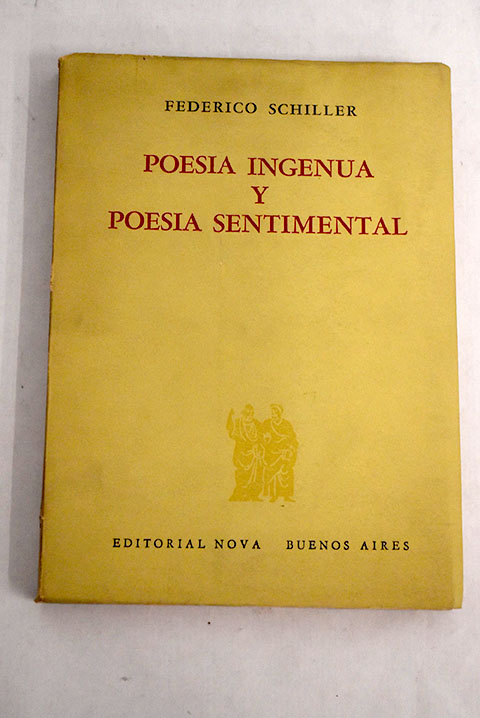 FEDERICO SCHILLER
POESIA INGENUA
Y
POESIA SENTIMENTAL
EDITORIAL NOVA BUENOS AIRES